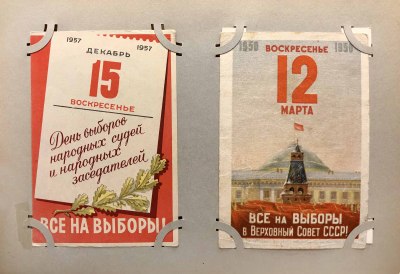 1957 1957
ДЕКАБРЬ
15
ВОСКРЕСЕНЬЕ
День выборов
народных судей
и народных
заседателей
ВСЕ НА ВЫБОРЫ!
1950 1950
ВОСКРЕСЕНЬЕ
12
МАРТА
ВСЕ НА ВЫБОРЫ
В ВЕРХОВНЫЙ СОВЕТ СССР!